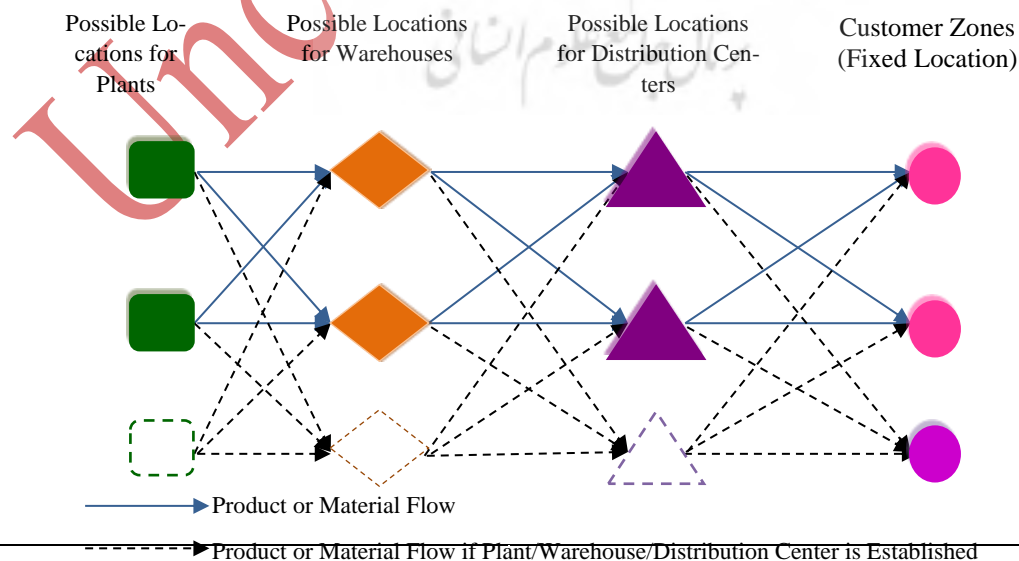 Possible Lo-
cations for
Plants
Possible Locations
for Warehouses
Possible Locations
for Distribution Cen-
ters
Customer Zones
(Fixed Location)
Product or Material Flow
Product or Material Flow if Plant/Warehouse/Distribution Center is Established